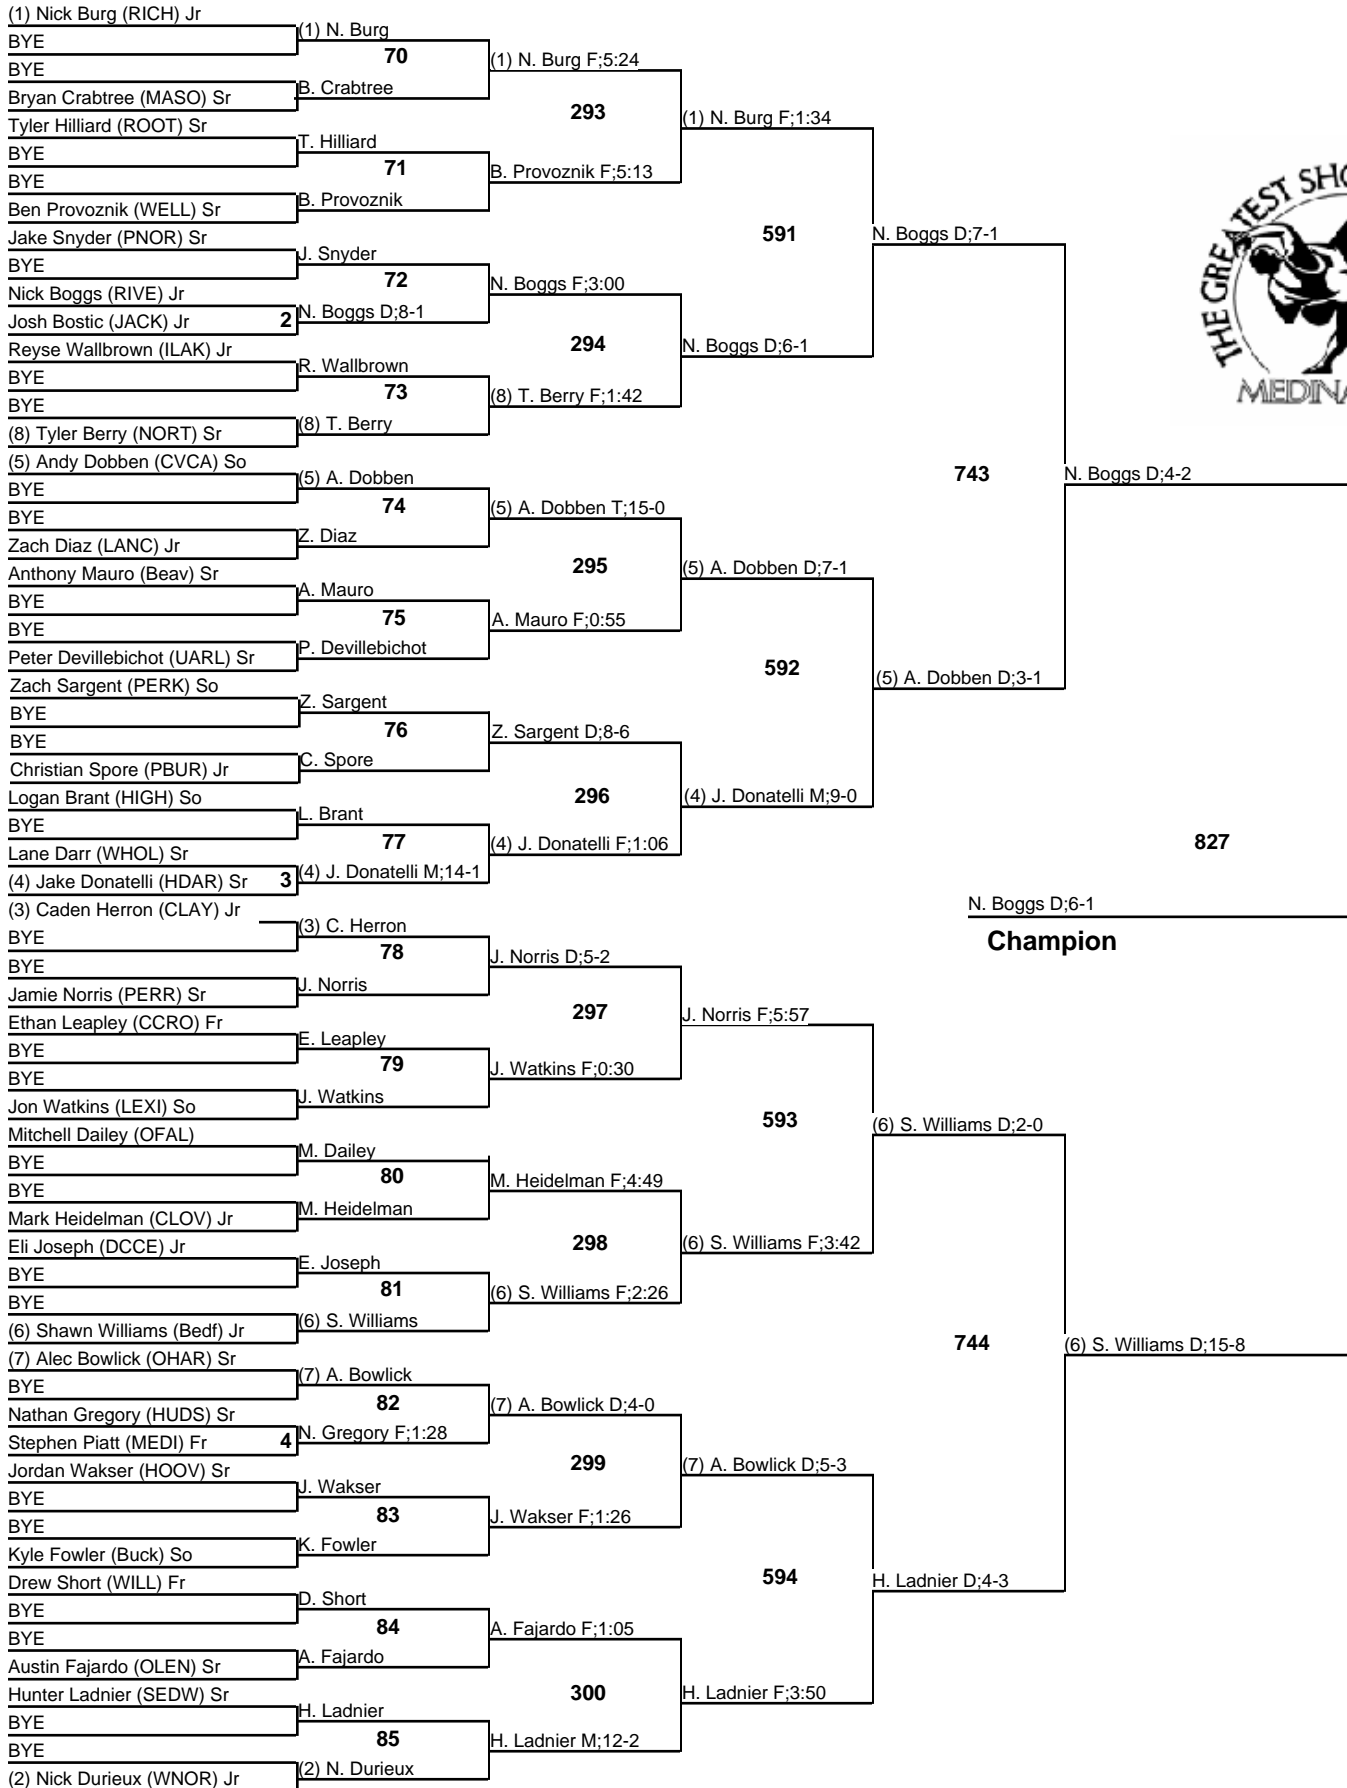 (1) Nick Burg (RICH) Jr
BYE
BYE
Bryan Crabtree (MASO) Sr
Tyler Hilliard (ROOT) Sr
BYE
BYE
Ben Provoznik (WELL) Sr
Jake Snyder (PNOR) Sr
BYE
Nick Boggs (RIVE) Jr
Josh Bostic (JACK) Jr 2
Reyse Wallbrown (ILAK) Jr
BYE
BYE
(8) Tyler Berry (NORT) Sr
(5) Andy Dobben (CVCA) So
BYE
BYE
Zach Diaz (LANC) Jr
Anthony Mauro (Beav) Sr
BYE
BYE
Peter Devillebichot (UARL) Sr
Zach Sargent (PERK) So
BYE
BYE
Christian Spore (PBUR) Jr
Logan Brant (HIGH) So
BYE
Lane Darr (WHOL) Sr
(4) Jake Donatelli (HDAR) Sr 3
(3) Caden Herron (CLAY) Jr
BYE
BYE
Jamie Norris (PERR) Sr
Ethan Leapley (CCRO) Fr
BYE
BYE
Jon Watkins (LEXI) So
Mitchell Dailey (OFAL)
BYE
BYE
Mark Heidelman (CLOV) Jr
Eli Joseph (DCCE) Jr
BYE
BYE
(6) Shawn Williams (Bedf) Jr
(7) Alec Bowlick (OHAR) Sr
BYE
Nathan Gregory (HUDS) Sr
Stephen Piatt (MEDI) Fr 4
Jordan Wakser (HOOV) Sr
BYE
BYE
Kyle Fowler (Buck) So
Drew Short (WILL) Fr
BYE
BYE
Austin Fajardo (OLEN) Sr
Hunter Ladnier (SEDW) Sr
BYE
BYE
(2) Nick Durieux (WNOR) Jr
(1) N. Burg
70
B. Crabtree
T. Hilliard
71
B. Provoznik
J. Snyder
72
N. Boggs D;8-1
R. Wallbrown
73
(8) T. Berry
(5) A. Dobben
74
Z. Diaz
A. Mauro
75
P. Devillebichot
Z. Sargent
76
C. Spore
L. Brant
77
(4) J. Donatelli M;14-1
(3) C. Herron
78
J. Norris
E. Leapley
79
J. Watkins
M. Dailey
80
M. Heidelman
E. Joseph
81
(6) S. Williams
(7) A. Bowlick
82
N. Gregory F;1:28
J. Wakser
83
K. Fowler
D. Short
84
A. Fajardo
H. Ladnier
85
(2) N. Durieux
(1) N. Burg F;5:24
293
B. Provoznik F;5:13
N. Boggs F;3:00
294
(8) T. Berry F;1:42
(5) A. Dobben T;15-0
295
A. Mauro F;0:55
Z. Sargent D;8-6
296
(4) J. Donatelli F;1:06
J. Norris D;5-2
297
J. Watkins F;0:30
M. Heidelman F;4:49
298
(6) S. Williams F;2:26
(7) A. Bowlick D;4-0
299
J. Wakser F;1:26
A. Fajardo F;1:05
300
H. Ladnier M;12-2
(1) N. Burg F;1:34
591
N. Boggs D;6-1
(5) A. Dobben D;7-1
592
(4) J. Donatelli M;9-0
J. Norris F;5:57
593
(6) S. Williams F;3:42
(7) A. Bowlick D;5-3
594
H. Ladnier F;3:50
N. Boggs D;7-1
743
(5) A. Dobben D;3-1
(6) S. Williams D;2-0
744
H. Ladnier D;4-3
N. Boggs D;4-2
827
(6) S. Williams D;15-8
N. Boggs D;6-1
Champion
THE GREATEST SHO
MEDINA